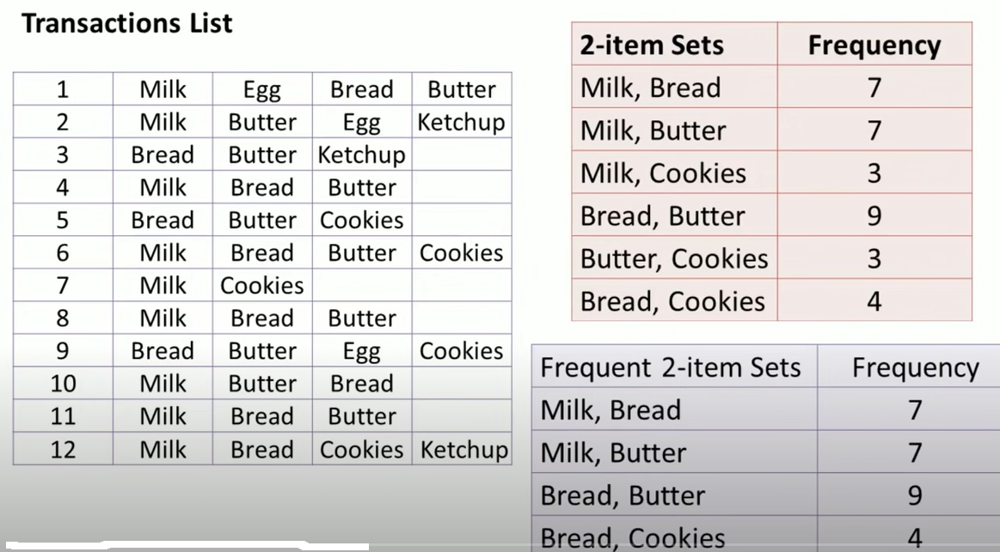 Transactions List
1 Milk Egg Bread Butter
2 Milk Butter Egg Ketchup
3 Bread Butter Ketchup
4 Milk Bread Butter
5 Bread Butter Cookies
6 Milk Bread Butter Cookies
7 Milk Cookies
8 Milk Bread Butter
9 Bread Butter Egg Cookies
10 Milk Butter Bread
11 Milk Bread Butter
12 Milk Bread Cookies Ketchup
2-item Sets Frequency
Milk, Bread 7
Milk, Butter 7
Milk, Cookies 3
Bread, Butter 9
Butter, Cookies 3
Bread, Cookies 4
Frequent 2-item Sets Frequency
Milk, Bread 7
Milk, Butter 7
Bread, Butter 9
Bread, Cookies 4